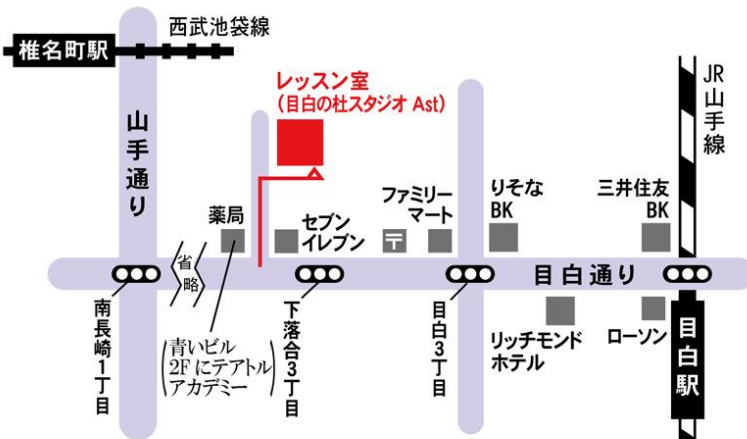 西武池袋線
椎名町駅
山手通り
レッスン室
(目白の杜スタジオ Ast)
JR山手線
薬局
セブン
イレブン
〒
ファミリー
マート
りそな
BK
三井住友
BK
省略
目白通り
南長崎1丁目
(青いビル
2Fにテアトル
アカデミー)
下落合3丁目
目白3丁目
リッチモンド
ホテル
ローソン
目白駅